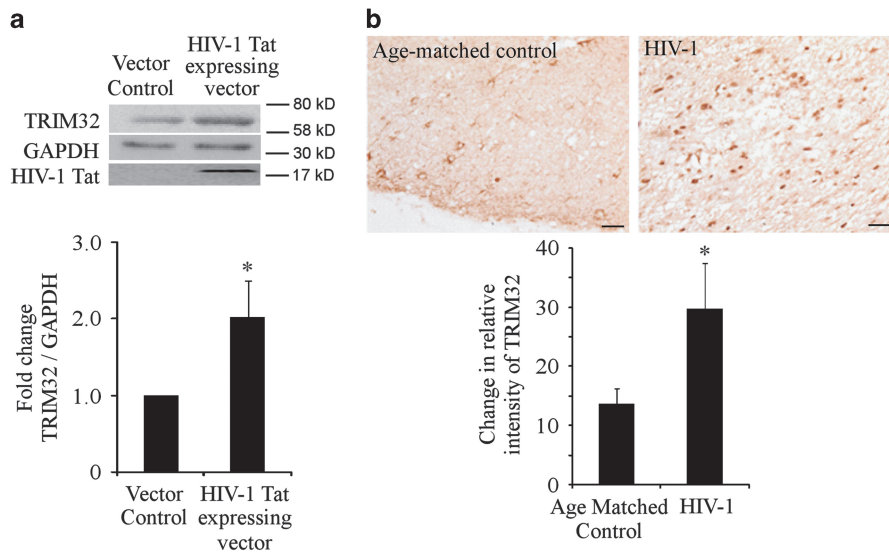 a
Vector
Control
HIV-1 Tat
expressing
vector
TRIM32
GAPDH
HIV-1 Tat
80 kD
58 kD
30 kD
17 kD
Fold change
TRIM32 / GAPDH
3.0
2.0
1.0
0
*
Vector
Control
HIV-1 Tat
expressing
vector
b
Age-matched control
HIV-1
Change in relative
intensity of TRIM32
40
30
20
10
0
*
Age Matched
Control
HIV-1